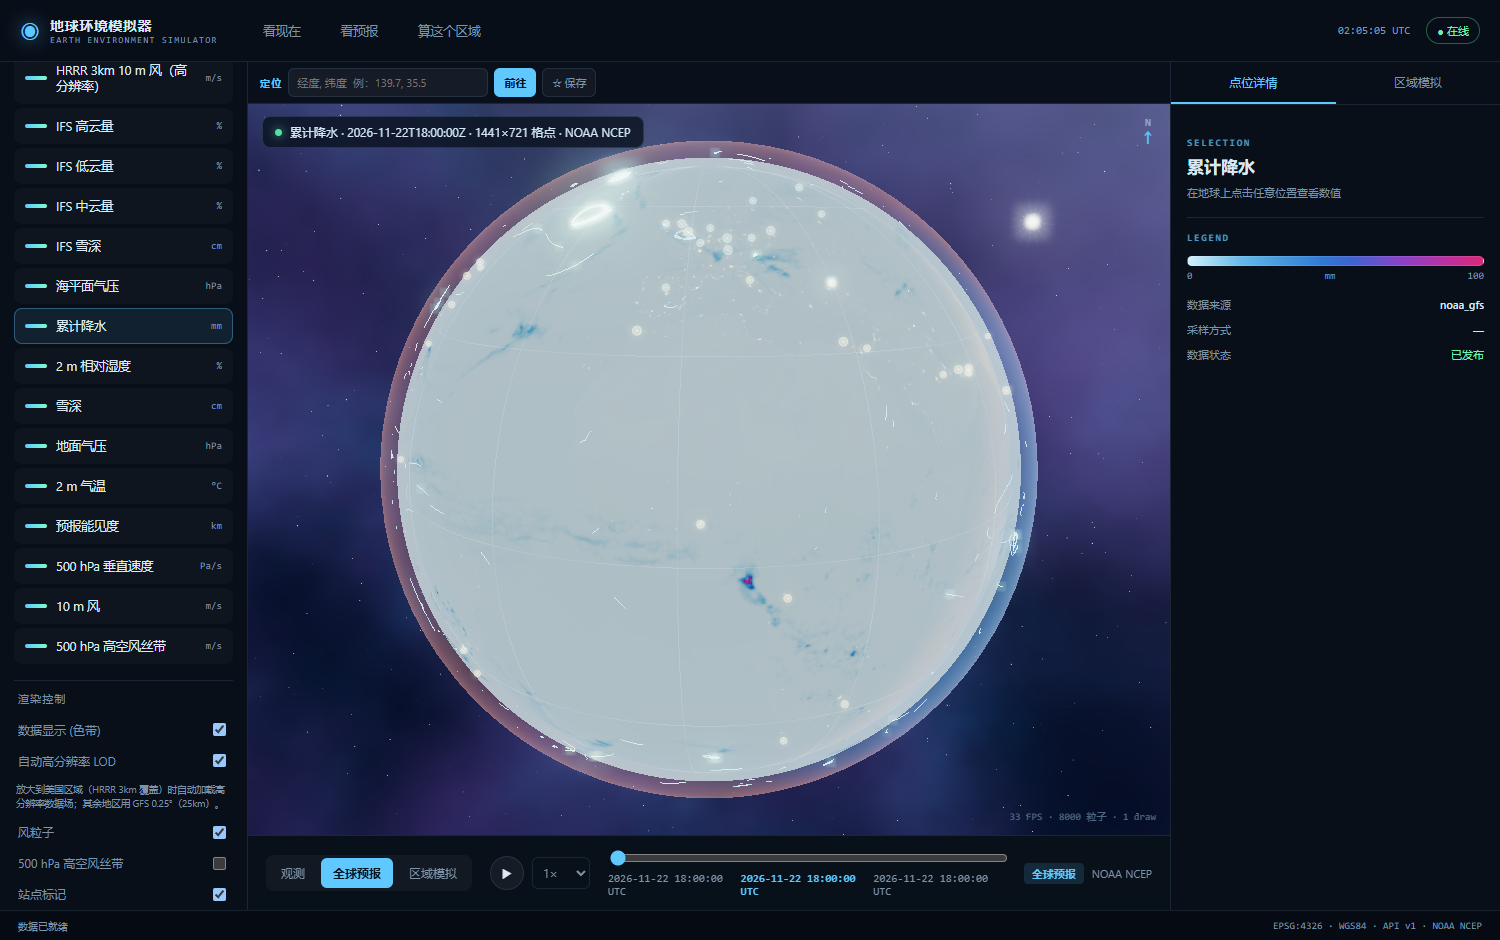 地球环境模拟器
EARTH ENVIRONMENT SIMULATOR
看现在
看预报
算这个区域
02:05:05 UTC
在线
HRRR 3km 10 m 风（高
分辨率）
m/s
IFS 高云量
%
IFS 低云量
%
IFS 中云量
%
IFS 雪深
cm
海平面气压
hPa
累计降水
mm
2 m 相对湿度
%
雪深
cm
地面气压
hPa
2 m 气温
°C
预报能见度
km
500 hPa 垂直速度
Pa/s
10 m 风
m/s
500 hPa 高空风丝带
m/s
渲染控制
数据显示 (色带)
自动高分辨率 LOD
放大到美国区域（HRRR 3km 覆盖）时自动加载高
分辨率数据场；其余地区用 GFS 0.25°（25km）。
风粒子
500 hPa 高空风丝带
站点标记
定位
经度, 纬度 例：139.7, 35.5
前往
☆ 保存
累计降水 · 2026-11-22T18:00:00Z · 1441×721 格点 · NOAA NCEP
N
33 FPS · 8000 粒子 · 1 draw
观测
全球预报
区域模拟
1×
2026-11-22 18:00:00
UTC
2026-11-22 18:00:00
UTC
2026-11-22 18:00:00
UTC
全球预报
NOAA NCEP
点位详情
区域模拟
SELECTION
累计降水
在地球上点击任意位置查看数值
LEGEND
0
mm
100
数据来源
noaa_gfs
采样方式
—
数据状态
已发布
数据已就绪
EPSG:4326 · WGS84 · API v1 · NOAA NCEP